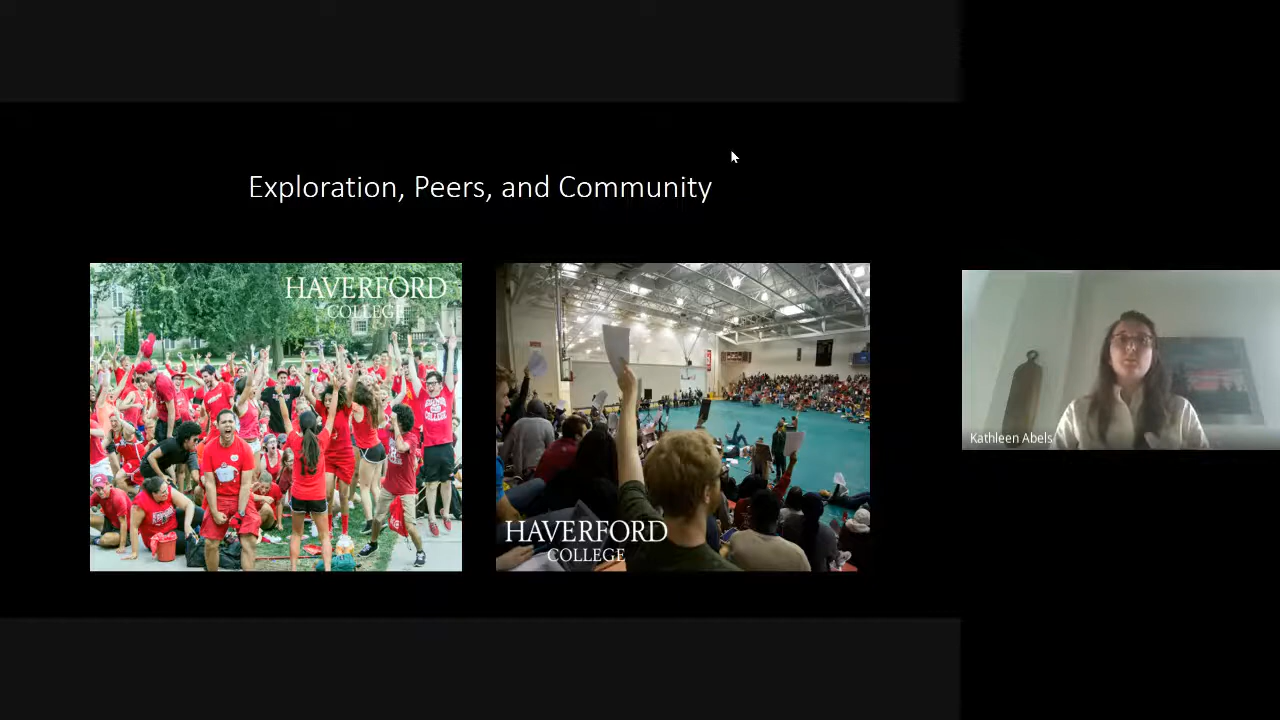 Exploration, Peers, and Community
HAVERFORD
COLLEGE
HAVERFORD
COLLEGE
Kathleen Abels